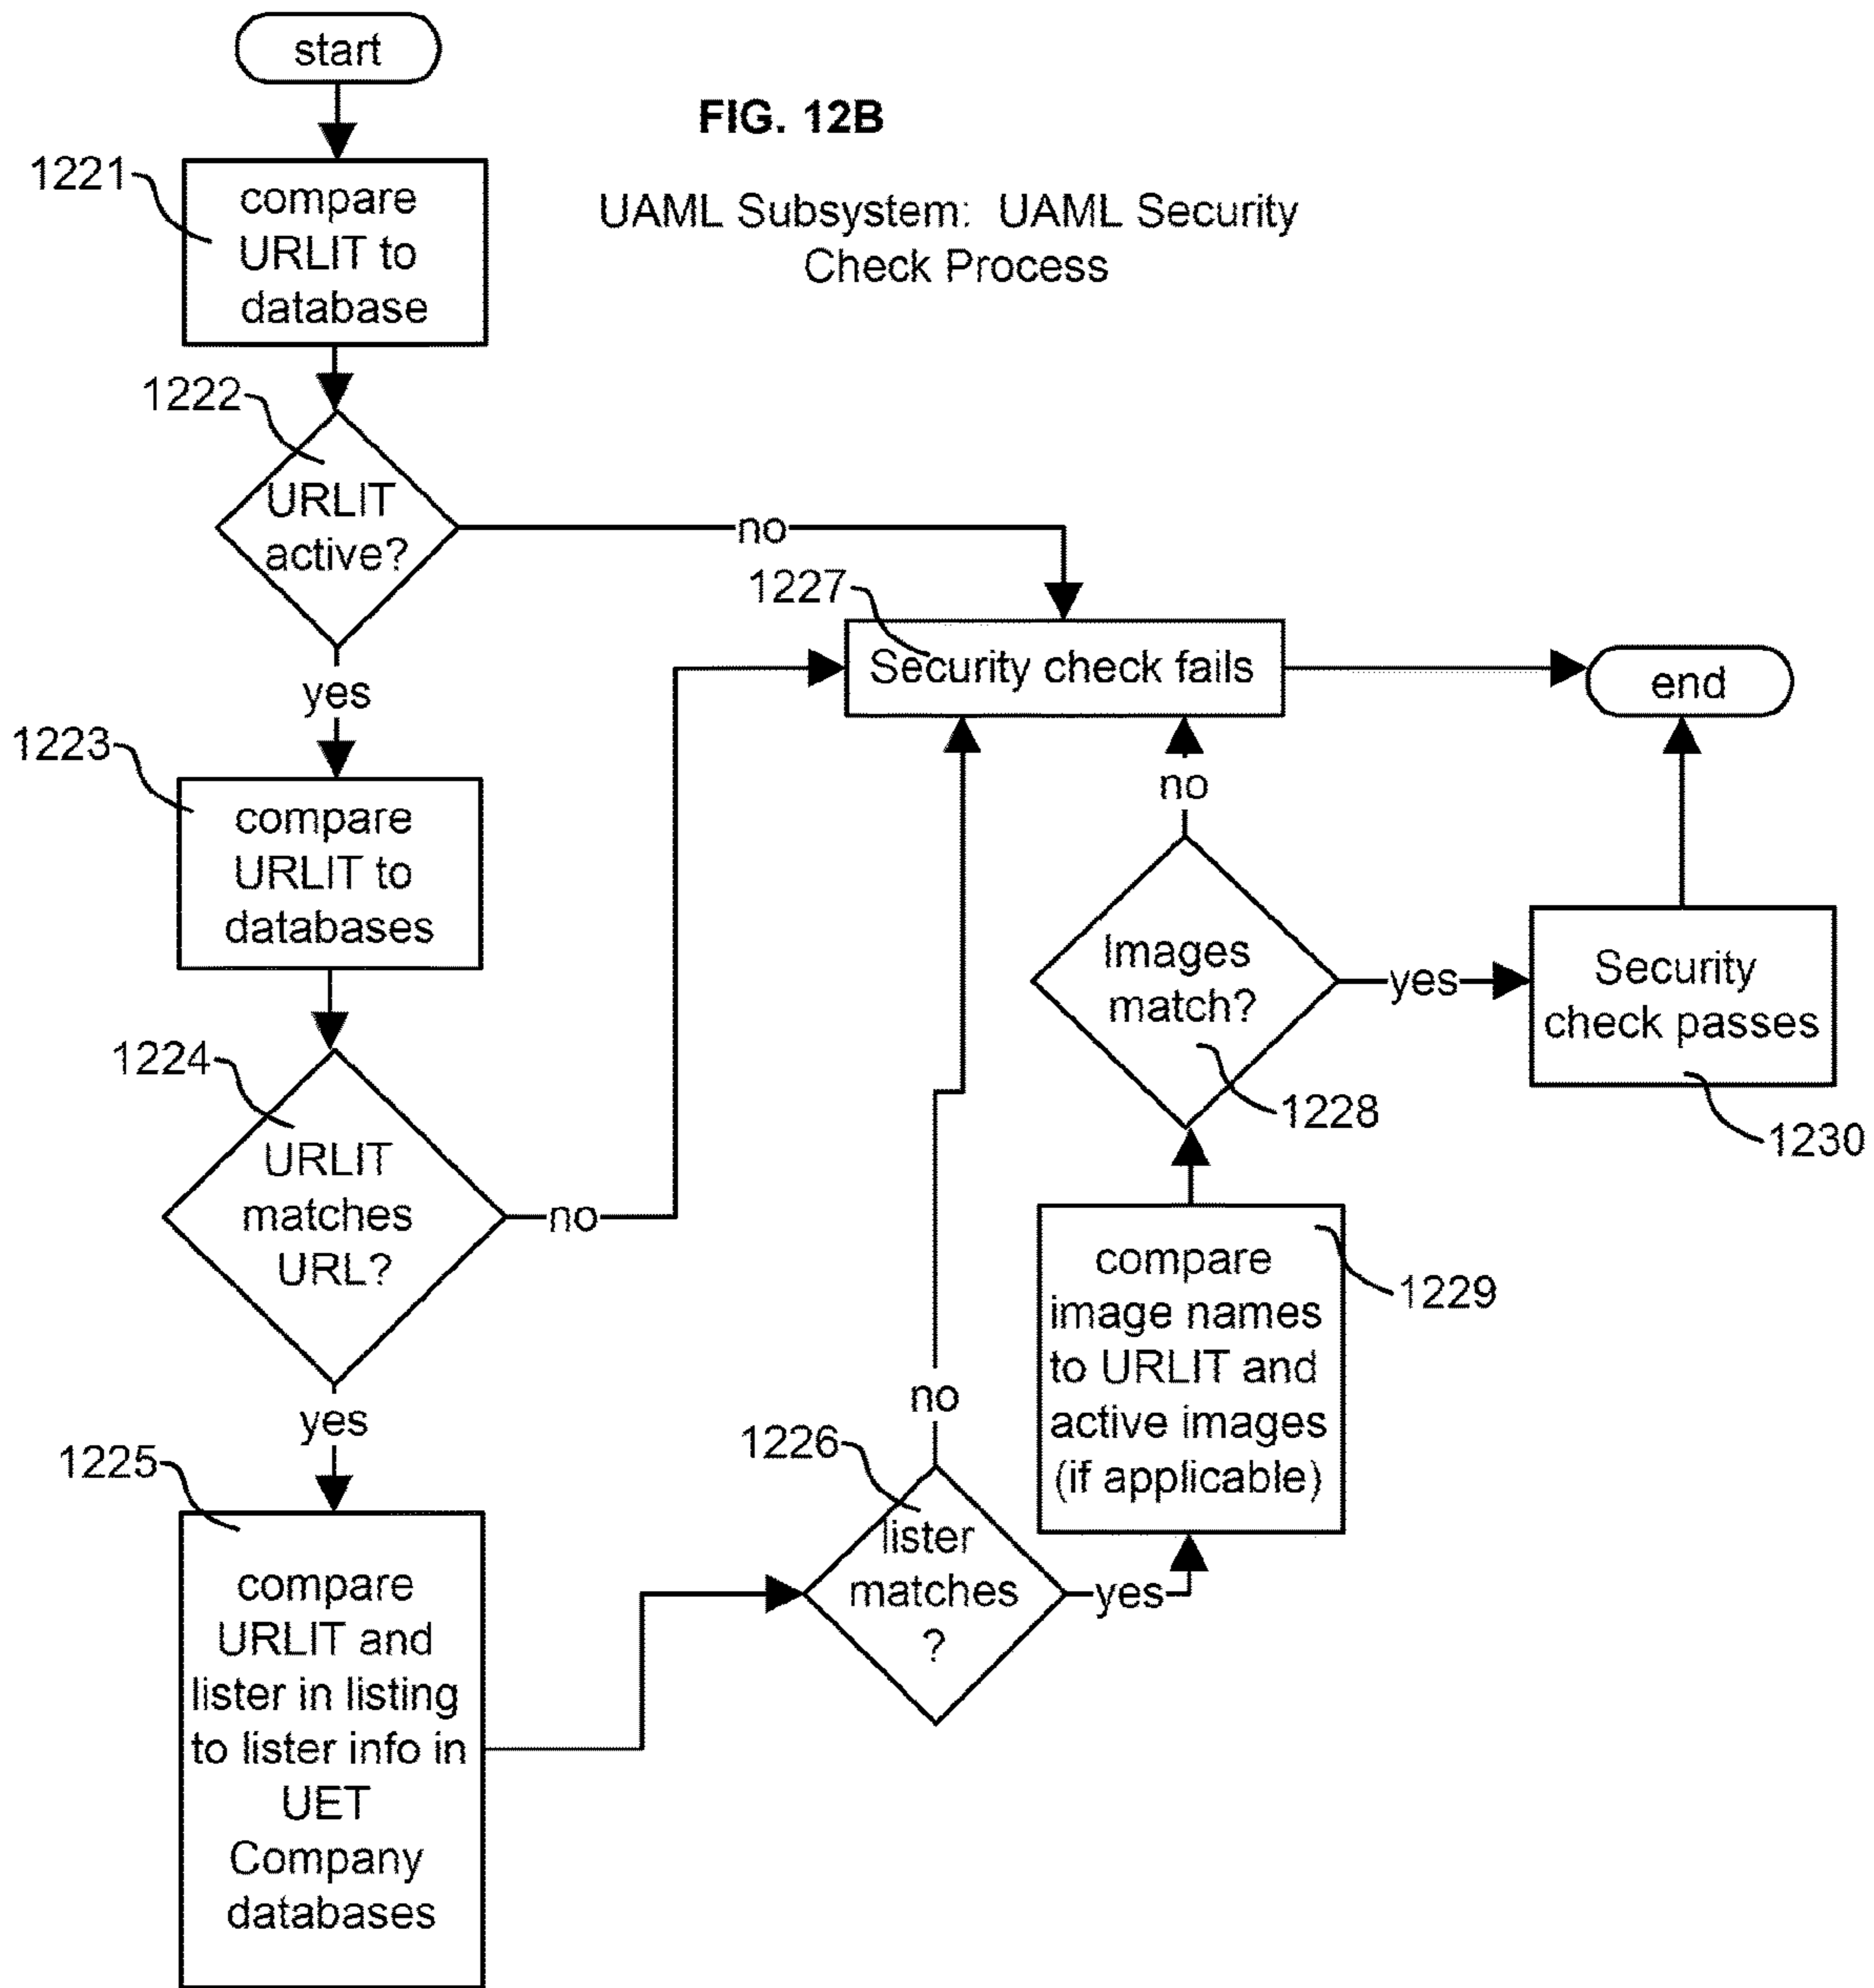 start
FIG. 12B
UAML Subsystem: UAML Security
Check Process
1221
compare
URLIT to
database
1222
URLIT
active?
no
yes
1227
Security check fails
end
1223
compare
URLIT to
databases
no
1224
URLIT
matches
URL?
no
yes
Images
match?
yes
1228
Security
check passes
1230
1225
compare
URLIT and
lister in listing
to lister info in
UET
Company
databases
no
1226
lister
matches
?
yes
compare
image names
to URLIT and
active images
(if applicable)
1229